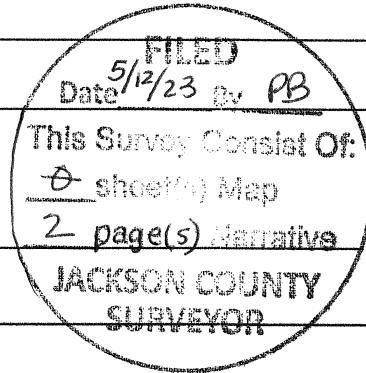 FILED
Date 5/12/23 By PB
This Survey Consist Of:
0 sheet(s) Map
2 page(s) Narrative
JACKSON COUNTY
SURVEYOR